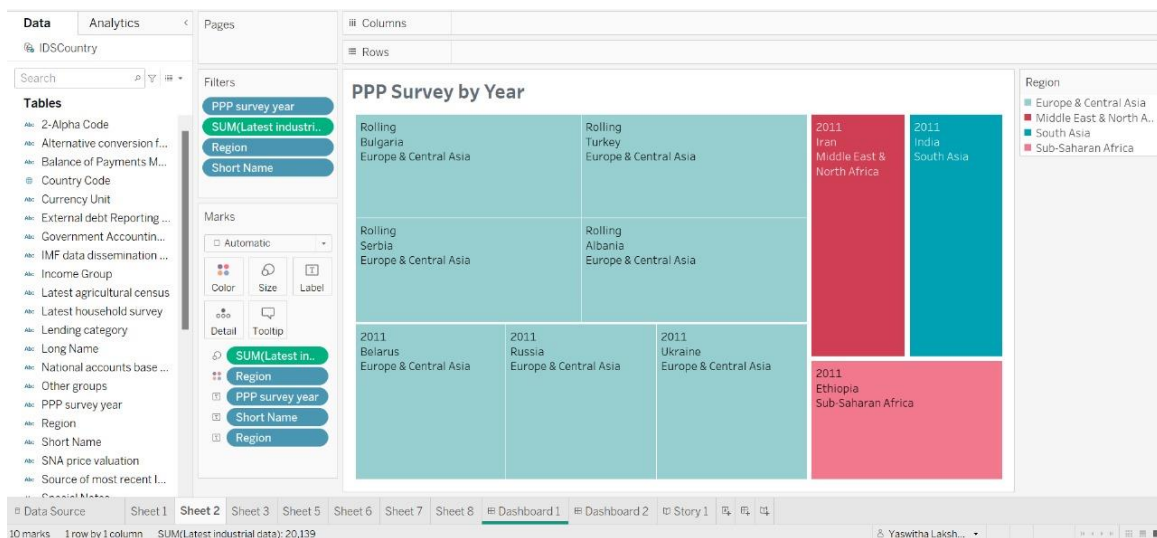 Data Analytics
IDSCountry
Search
Tables
2-Alpha Code
Alternative conversion f...
Balance of Payments M...
Country Code
Currency Unit
External debt Reporting ...
Government Accountin...
IMF data dissemination ...
Income Group
Latest agricultural census
Latest household survey
Lending category
Long Name
National accounts base ...
Other groups
PPP survey year
Region
Short Name
SNA price valuation
Source of most recent I...
Pages
Filters
PPP survey year
SUM(Latest industri..
Region
Short Name
Marks
Automatic
Color Size Label
Detail Tooltip
SUM(Latest in..
Region
PPP survey year
Short Name
Region
Columns
Rows
PPP Survey by Year
Rolling
Bulgaria
Europe & Central Asia
Rolling
Turkey
Europe & Central Asia
Rolling
Serbia
Europe & Central Asia
Rolling
Albania
Europe & Central Asia
2011
Belarus
Europe & Central Asia
2011
Russia
Europe & Central Asia
2011
Ukraine
Europe & Central Asia
2011
Iran
Middle East &
North Africa
2011
India
South Asia
2011
Ethiopia
Sub-Saharan Africa
Region
Europe & Central Asia
Middle East & North A..
South Asia
Sub-Saharan Africa
Data Source Sheet 1 Sheet 2 Sheet 3 Sheet 5 Sheet 6 Sheet 7 Sheet 8 Dashboard 1 Dashboard 2 Story 1
10 marks 1 row by 1 column SUM(Latest industrial data): 20,139 Yaswitha Laksh...